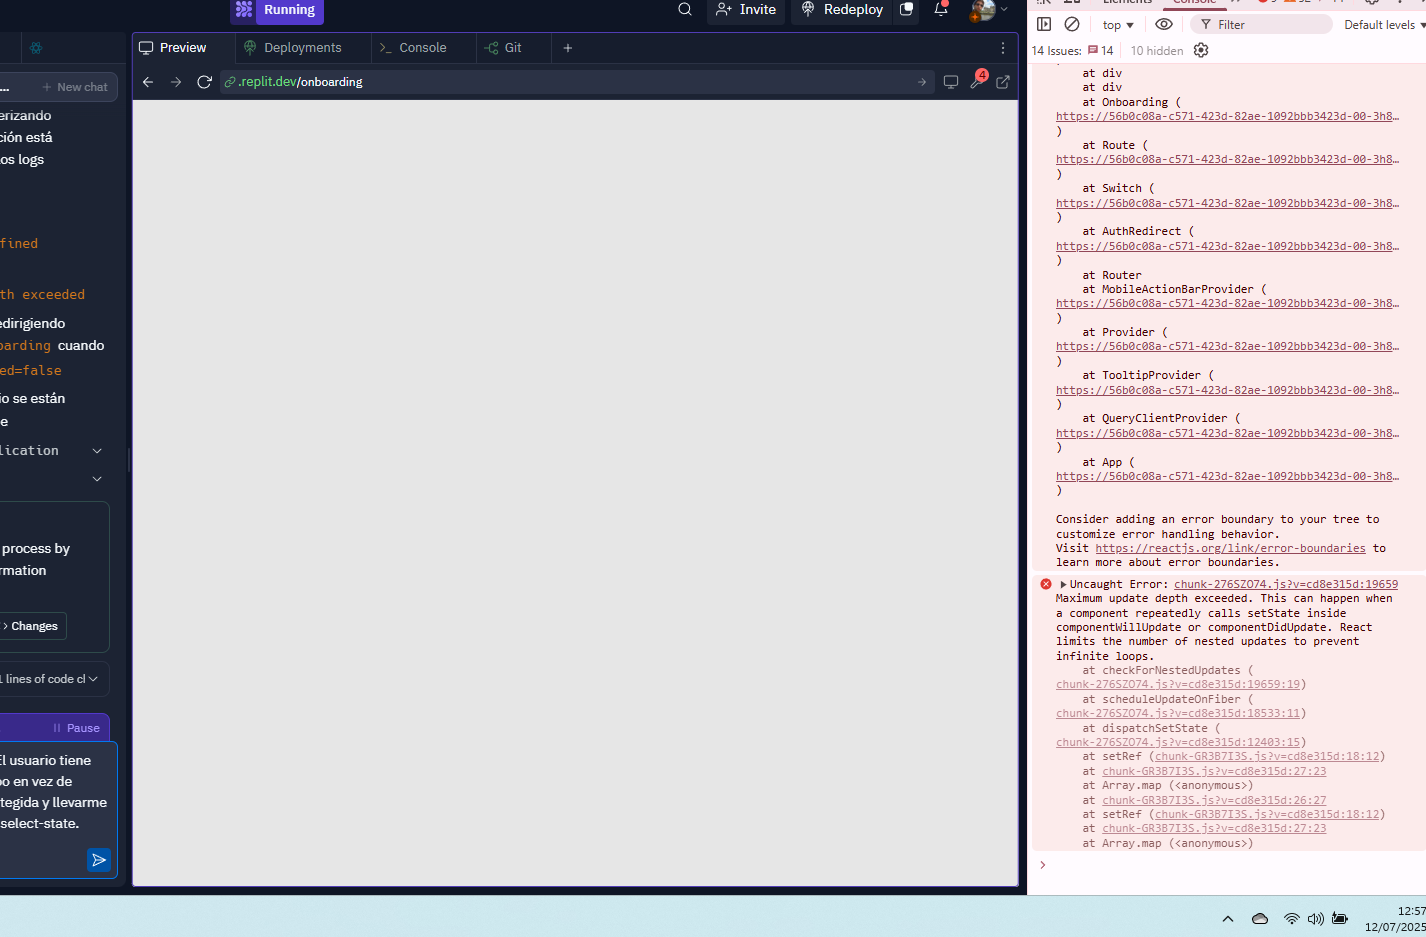 Running
Invite
Redeploy
Preview
Deployments
Console
Git
.replit.dev/onboarding
4
...
New chat
erizando
ción está
os logs
fined
th exceeded
edirigiendo
oarding cuando
ed=false
io se están
e
lication
process by
rmation
Changes
lines of code cl
Pause
El usuario tiene
po en vez de
tegida y llevarme
select-state.
top
Filter
Default levels
14 Issues: 14
10 hidden
at div
at div
at Onboarding (
https://56b0c08a-c571-423d-82ae-1092bbb3423d-00-3h8…
)
at Route (
https://56b0c08a-c571-423d-82ae-1092bbb3423d-00-3h8…
)
at Switch (
https://56b0c08a-c571-423d-82ae-1092bbb3423d-00-3h8…
)
at AuthRedirect (
https://56b0c08a-c571-423d-82ae-1092bbb3423d-00-3h8…
)
at Router
at MobileActionBarProvider (
https://56b0c08a-c571-423d-82ae-1092bbb3423d-00-3h8…
)
at Provider (
https://56b0c08a-c571-423d-82ae-1092bbb3423d-00-3h8…
)
at TooltipProvider (
https://56b0c08a-c571-423d-82ae-1092bbb3423d-00-3h8…
)
at QueryClientProvider (
https://56b0c08a-c571-423d-82ae-1092bbb3423d-00-3h8…
)
at App (
https://56b0c08a-c571-423d-82ae-1092bbb3423d-00-3h8…
)
Consider adding an error boundary to your tree to
customize error handling behavior.
Visit https://reactjs.org/link/error-boundaries to
learn more about error boundaries.
Uncaught Error: chunk-276SZO74.js?v=cd8e315d:19659
Maximum update depth exceeded. This can happen when
a component repeatedly calls setState inside
componentWillUpdate or componentDidUpdate. React
limits the number of nested updates to prevent
infinite loops.
at checkForNestedUpdates (
chunk-276SZO74.js?v=cd8e315d:19659:19)
at scheduleUpdateOnFiber (
chunk-276SZO74.js?v=cd8e315d:18533:11)
at dispatchSetState (
chunk-276SZO74.js?v=cd8e315d:12403:15)
at setRef (chunk-GR3B7I3S.js?v=cd8e315d:18:12)
at chunk-GR3B7I3S.js?v=cd8e315d:27:23
at Array.map (<anonymous>)
at chunk-GR3B7I3S.js?v=cd8e315d:26:27
at setRef (chunk-GR3B7I3S.js?v=cd8e315d:18:12)
at chunk-GR3B7I3S.js?v=cd8e315d:27:23
at Array.map (<anonymous>)
12:57
12/07/2025